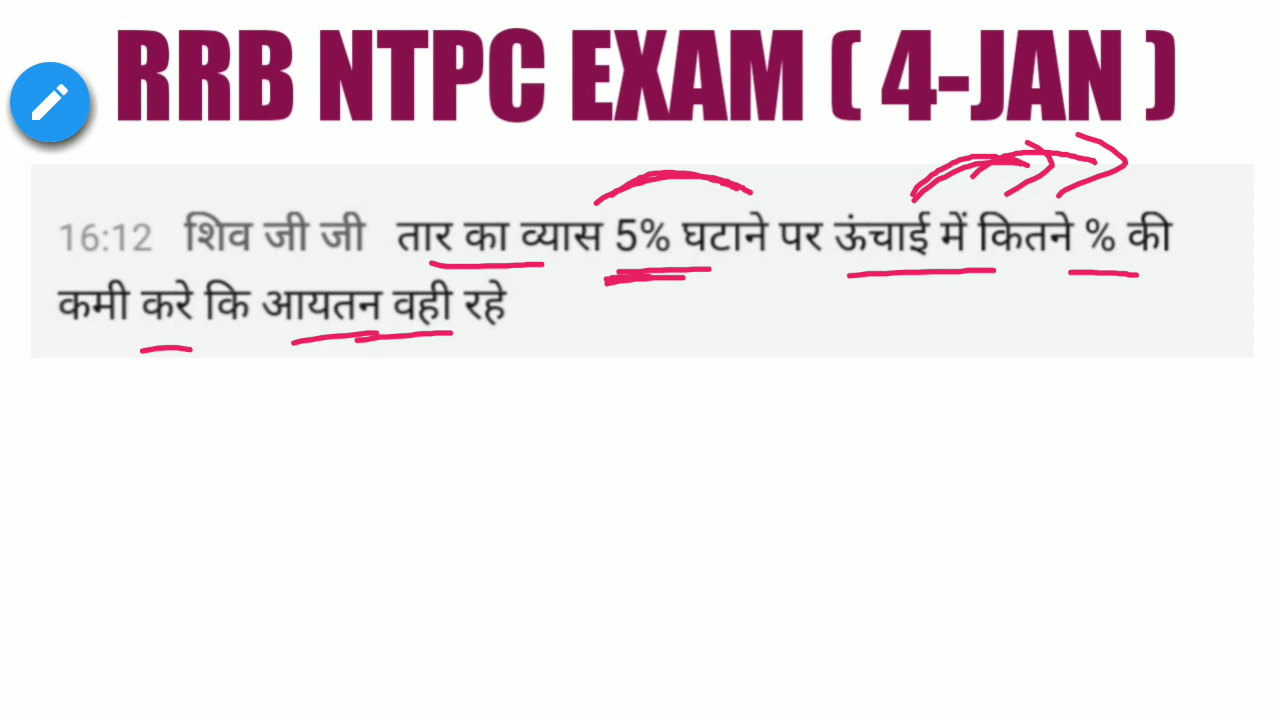 RRB NTPC EXAM ( 4-JAN )
16:12 शिव जी जी तार का व्यास 5% घटाने पर ऊंचाई में कितने % की
कमी करे कि आयतन वही रहे